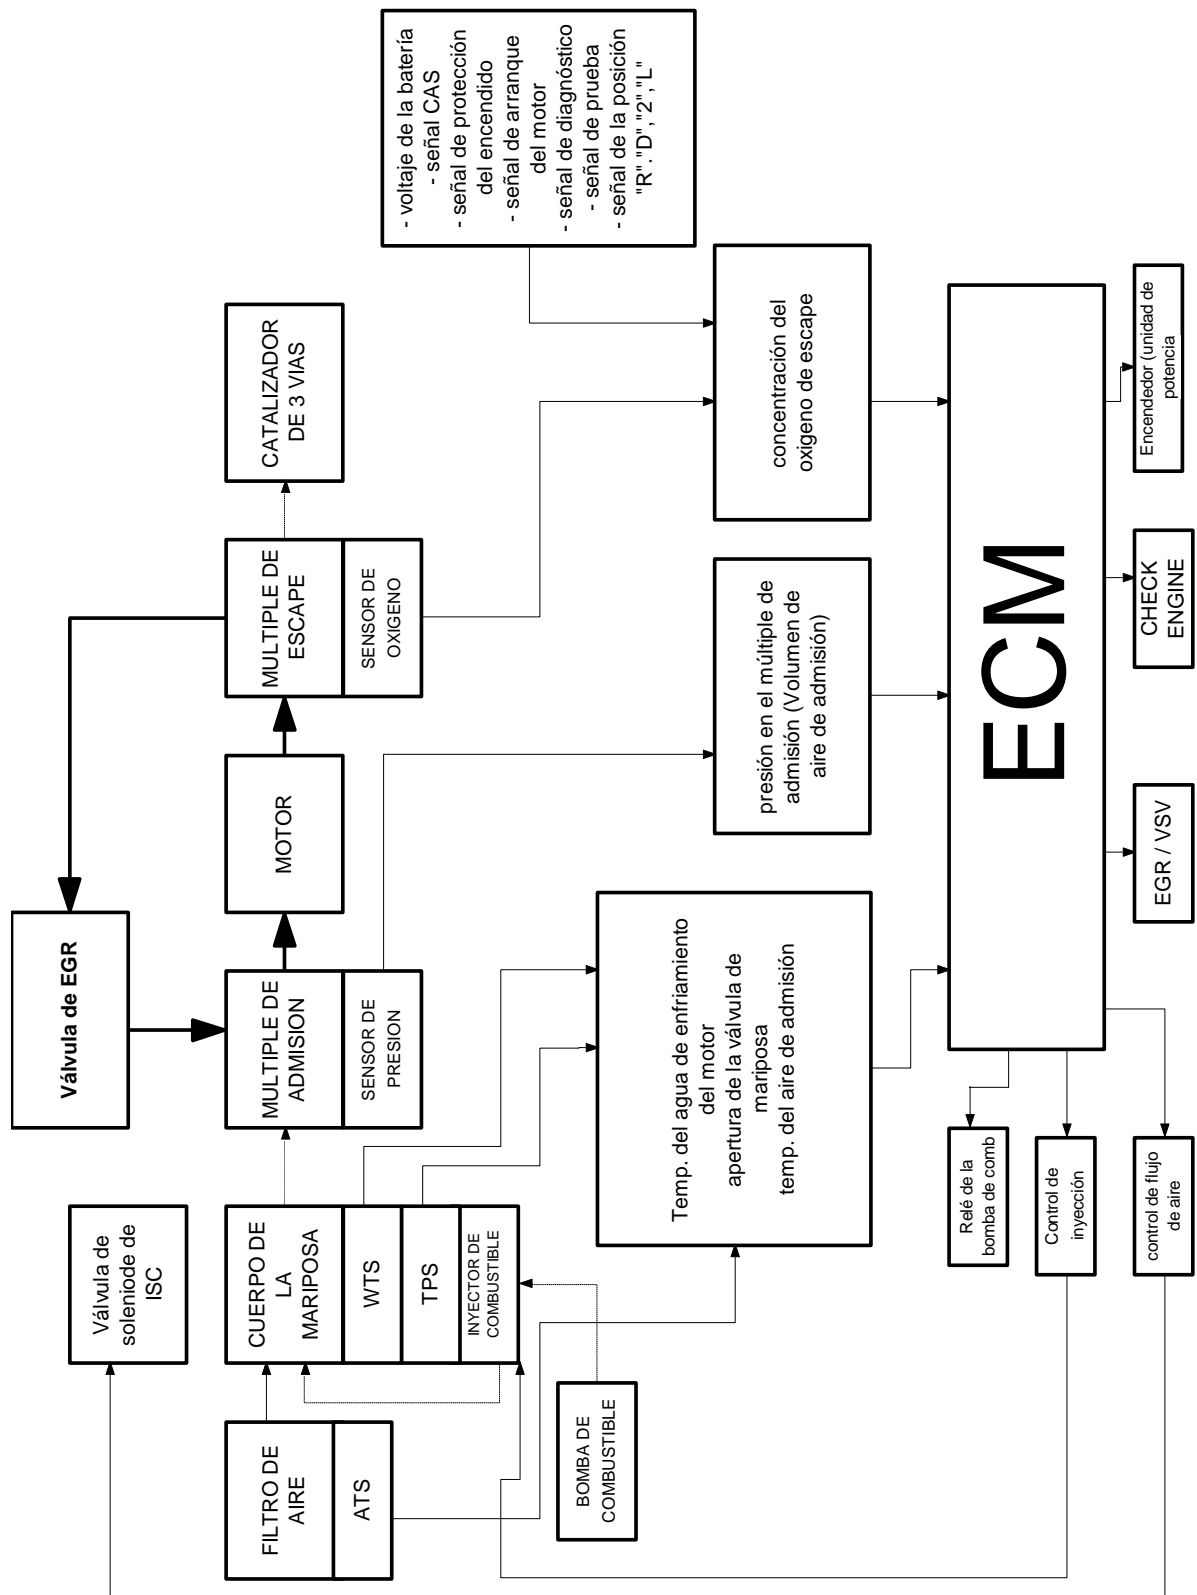 Válvula de
soleniode de
ISC
Válvula de EGR
FILTRO DE
AIRE
ATS
CUERPO DE
LA
MARIPOSA
WTS
TPS
INYECTOR DE
COMBUSTIBLE
MULTIPLE DE
ADMISION
SENSOR DE
PRESION
MOTOR
MULTIPLE DE
ESCAPE
SENSOR DE
OXIGENO
CATALIZADOR
DE 3 VIAS
- voltaje de la batería
- señal CAS
- señal de protección
del encendido
- señal de arranque
del motor
- señal de diagnóstico
- señal de prueba
- señal de la posición
"R"."D","2","L"
BOMBA DE
COMBUSTIBLE
Temp. del agua de enfriamiento
del motor
apertura de la válvula de
mariposa
temp. del aire de admisión
presión en el múltiple de
admisión (Volumen de
aire de admisión)
concentración del
oxigeno de escape
ECM
Relé de la
bomba de comb
Control de
inyección
control de flujo
de aire
EGR / VSV
CHECK
ENGINE
Encendedor (unidad de
potencia